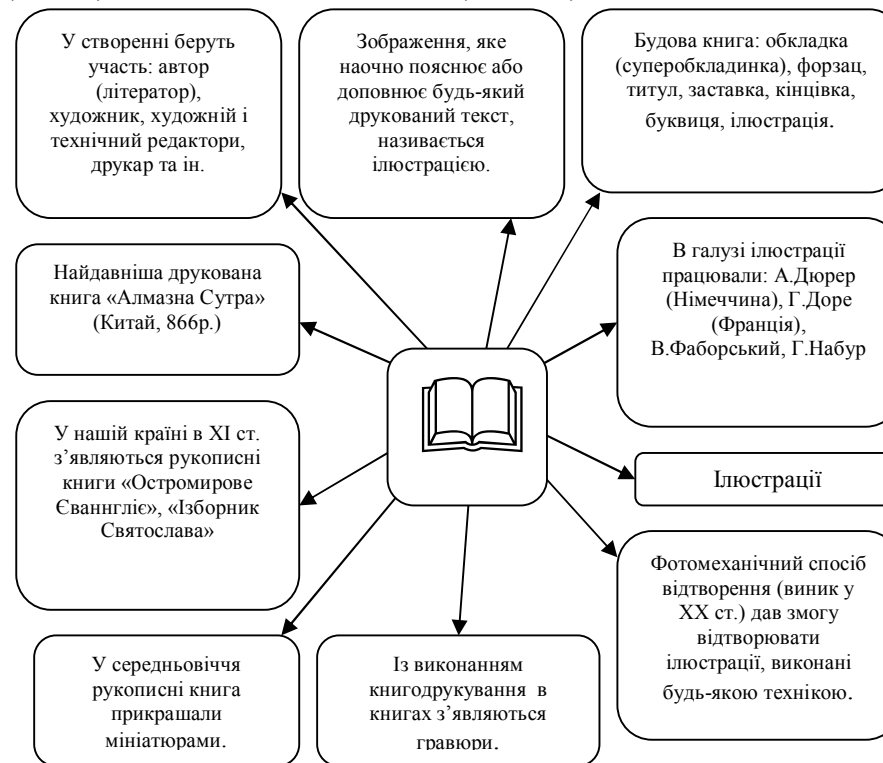 У створенні беруть
участь: автор
(літератор),
художник, художній і
технічний редактори,
друкар та ін.
Зображення, яке
наочно пояснює або
доповнює будь-який
друкований текст,
називається
ілюстрацією.
Будова книга: обкладка
(суперобкладинка), форзац,
титул, заставка, кінцівка,
буквиця, ілюстрація.
Найдавніша друкована
книга «Алмазна Сутра»
(Китай, 866р.)
В галузі ілюстрації
працювали: А.Дюрер
(Німеччина), Г.Доре
(Франція),
В.Фаборський, Г.Набур
У нашій країні в XI ст.
з’являються рукописні
книги «Остромирове
Єваннгліє», «Ізборник
Святослава»
Ілюстрації
Фотомеханічний спосіб
відтворення (виник у
XX ст.) дав змогу
відтворювати
ілюстрації, виконані
будь-якою технікою.
У середньовіччя
рукописні книга
прикрашали
мініатюрами.
Із виконанням
книгодрукування в
книгах з’являються
гравюри.